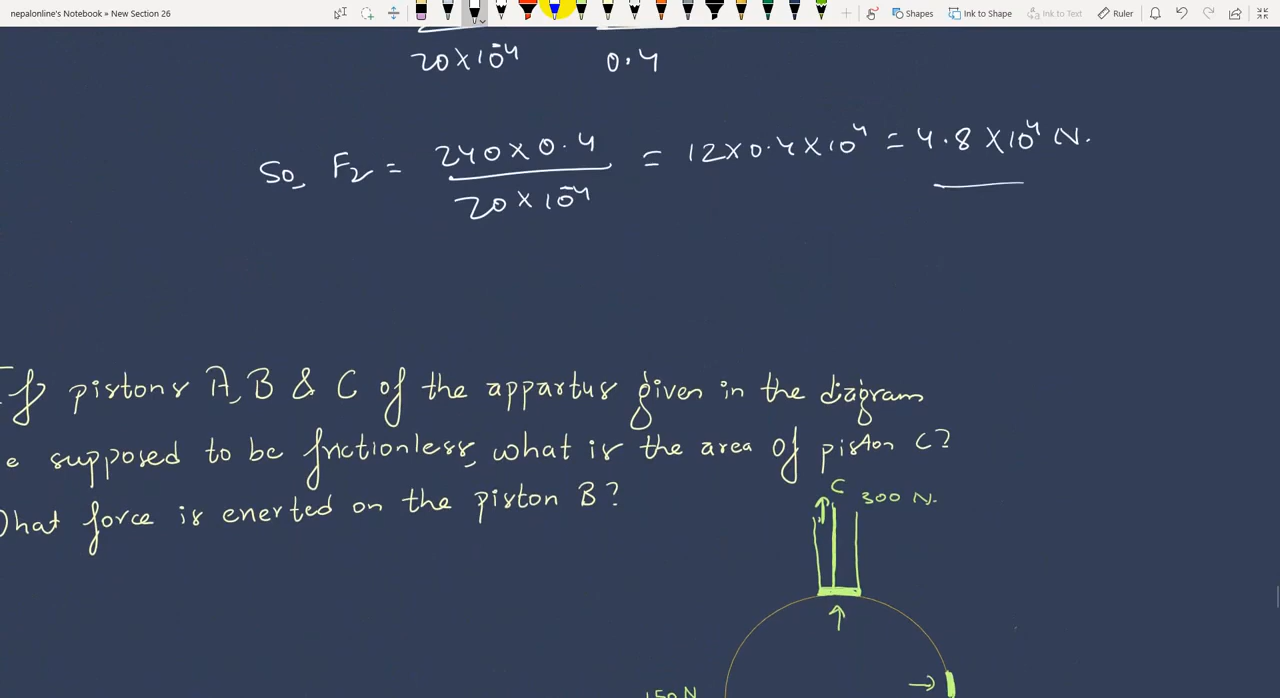 nepalonline's Notebook » New Section 26
Shapes
Ink to Shape
Ink to Text
Ruler
20×10⁻⁴ 0.4
So, F₂ = 240×0.4 / 20×10⁻⁴ = 12×0.4×10⁴ = 4.8×10⁴ N.
If pistons A, B & C of the appartus given in the diagram
e supposed to be frictionless, what is the area of piston C?
What force is enerted on the piston B?
C 300 N.
150 N